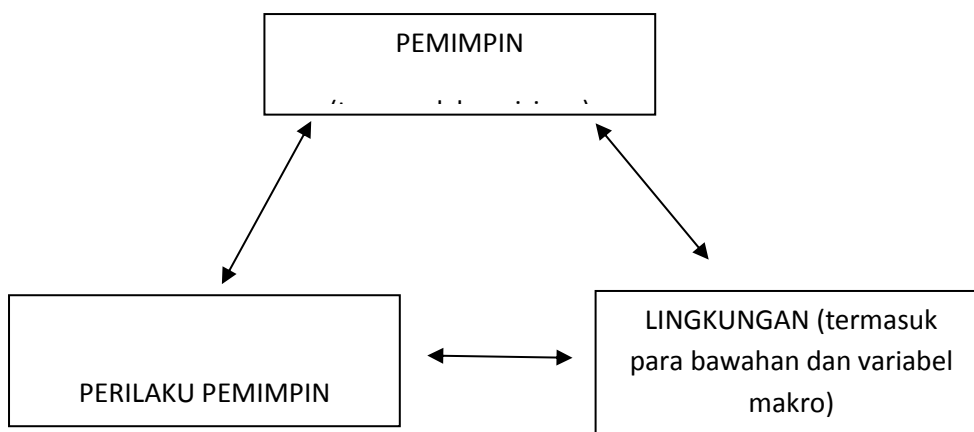 PEMIMPIN
PERILAKU PEMIMPIN
LINGKUNGAN (termasuk
para bawahan dan variabel
makro)